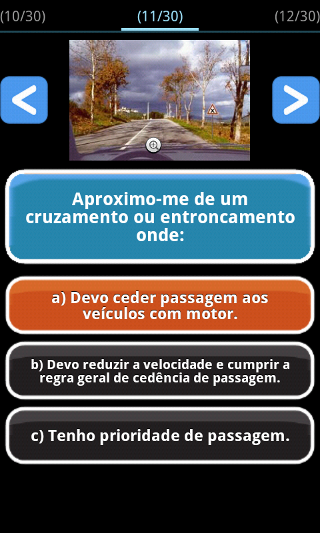 (10/30)
(11/30)
(12/30)
Aproximo-me de um
cruzamento ou entroncamento
onde:
a) Devo ceder passagem aos
veículos com motor.
b) Devo reduzir a velocidade e cumprir a
regra geral de cedência de passagem.
c) Tenho prioridade de passagem.